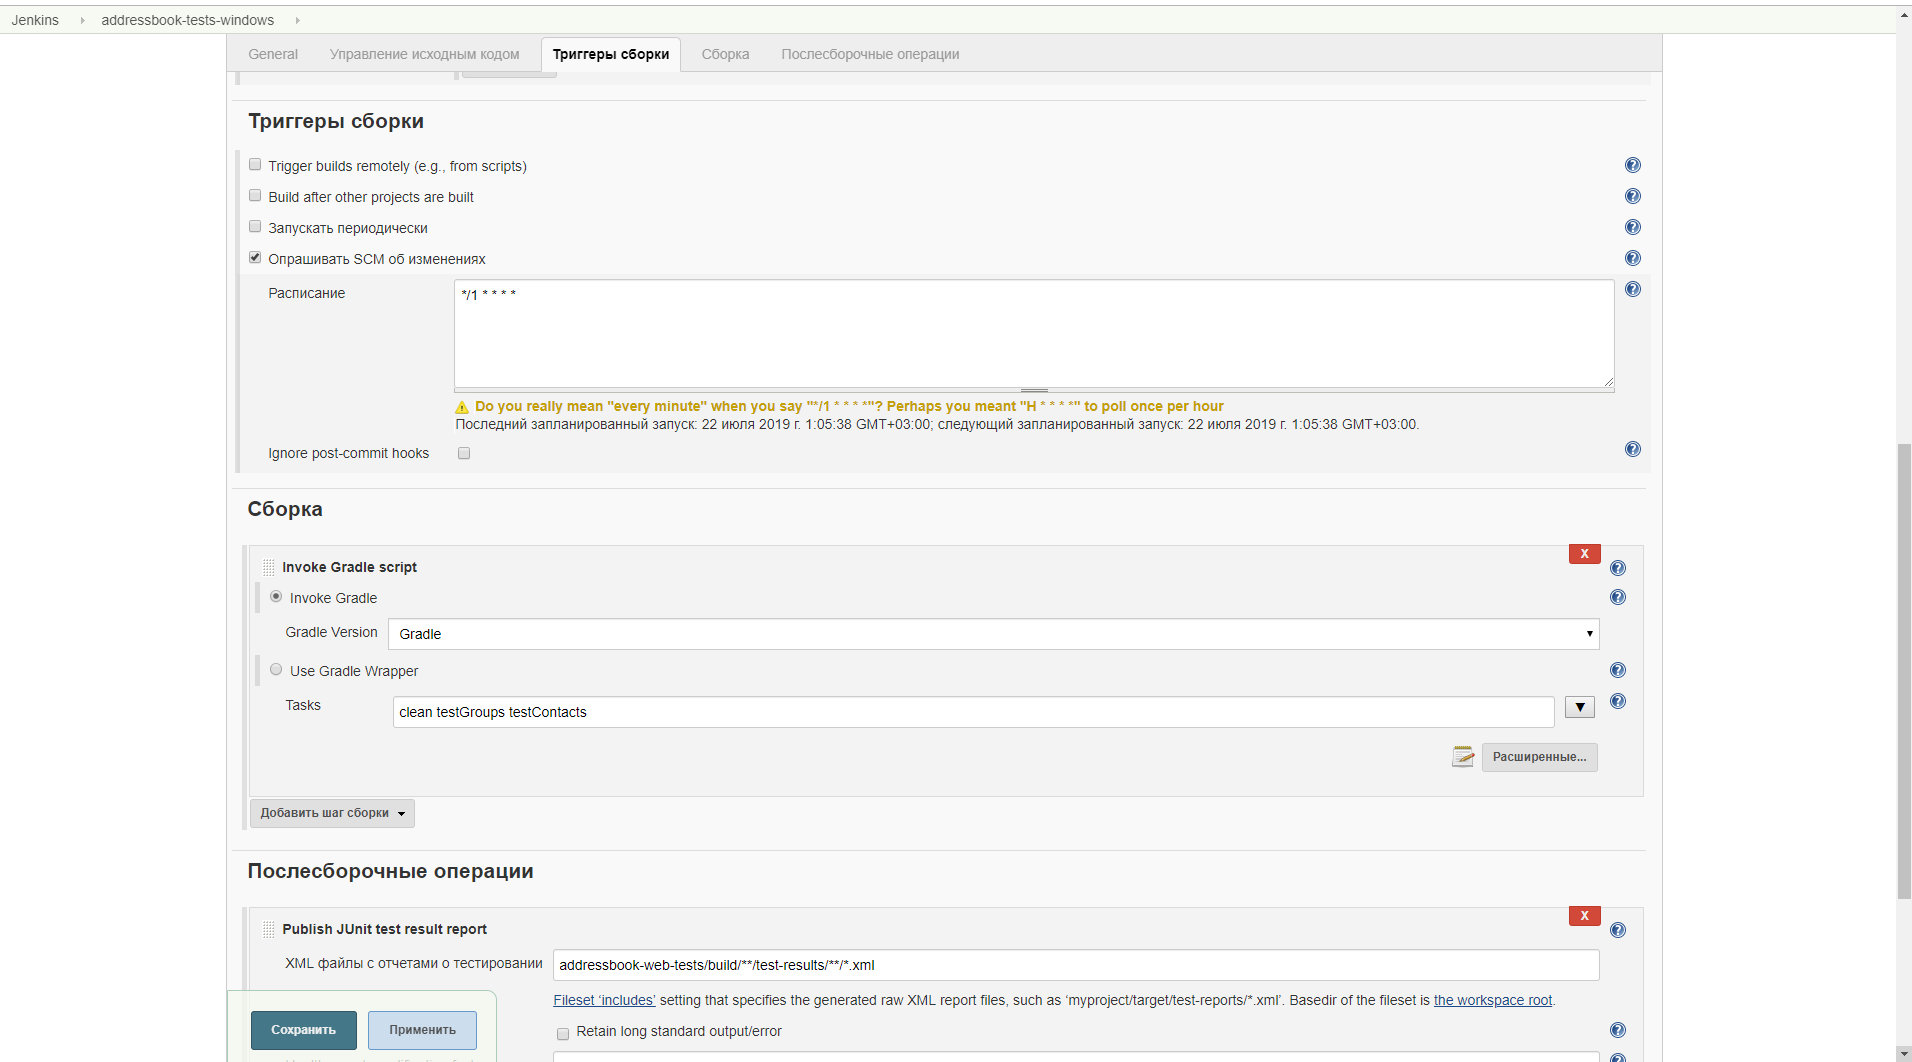 Jenkins addressbook-tests-windows
General Управление исходным кодом Триггеры сборки Сборка Послесборочные операции
Триггеры сборки
Trigger builds remotely (e.g., from scripts)
Build after other projects are built
Запускать периодически
Опрашивать SCM об изменениях
Расписание */1 * * * *
Do you really mean "every minute" when you say "*/1 * * * *"? Perhaps you meant "H * * * *" to poll once per hour
Последний запланированный запуск: 22 июля 2019 г. 1:05:38 GMT+03:00; следующий запланированный запуск: 22 июля 2019 г. 1:05:38 GMT+03:00.
Ignore post-commit hooks
Сборка
X
Invoke Gradle script
Invoke Gradle
Gradle Version Gradle
Use Gradle Wrapper
Tasks clean testGroups testContacts
Расширенные...
Добавить шаг сборки
Послесборочные операции
X
Publish JUnit test result report
XML файлы с отчетами о тестировании addressbook-web-tests/build/**/test-results/**/*.xml
Fileset ‘includes’ setting that specifies the generated raw XML report files, such as ‘myproject/target/test-reports/*.xml’. Basedir of the fileset is the workspace root.
Сохранить Применить
Retain long standard output/error